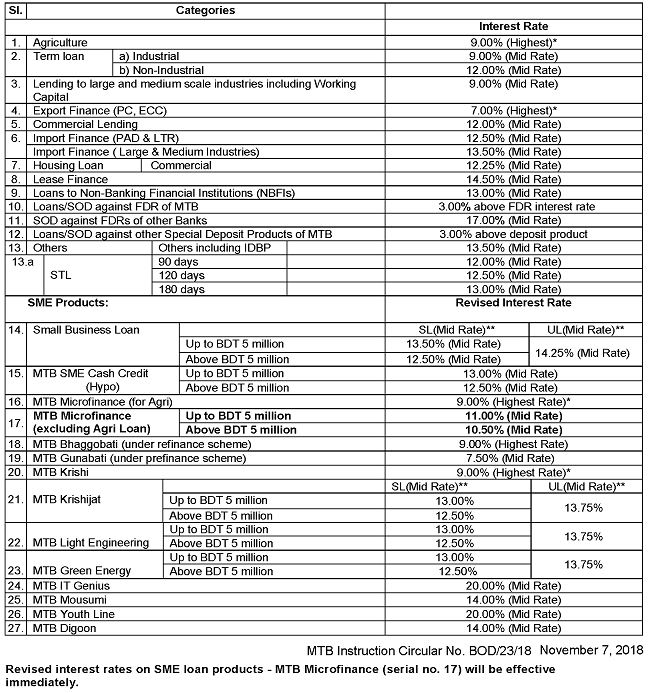 Sl. Categories
Interest Rate
1. Agriculture 9.00% (Highest)*
2. Term loan a) Industrial 9.00% (Mid Rate)
b) Non-Industrial 12.00% (Mid Rate)
3. Lending to large and medium scale industries including Working 9.00% (Mid Rate)
Capital
4. Export Finance (PC, ECC) 7.00% (Highest)*
5. Commercial Lending 12.00% (Mid Rate)
6. Import Finance (PAD & LTR) 12.50% (Mid Rate)
Import Finance ( Large & Medium Industries) 13.50% (Mid Rate)
7. Housing Loan Commercial 12.25% (Mid Rate)
8. Lease Finance 14.50% (Mid Rate)
9. Loans to Non-Banking Financial Institutions (NBFIs) 13.00% (Mid Rate)
10. Loans/SOD against FDR of MTB 3.00% above FDR interest rate
11. SOD against FDRs of other Banks 17.00% (Mid Rate)
12. Loans/SOD against other Special Deposit Products of MTB 3.00% above deposit product
13. Others Others including IDBP 13.50% (Mid Rate)
13.a STL 90 days 12.00% (Mid Rate)
120 days 12.50% (Mid Rate)
180 days 13.00% (Mid Rate)
SME Products: Revised Interest Rate
14. Small Business Loan SL(Mid Rate)** UL(Mid Rate)**
Up to BDT 5 million 13.50% (Mid Rate) 14.25% (Mid Rate)
Above BDT 5 million 12.50% (Mid Rate)
15. MTB SME Cash Credit Up to BDT 5 million 13.00% (Mid Rate)
(Hypo) Above BDT 5 million 12.50% (Mid Rate)
16. MTB Microfinance (for Agri) 9.00% (Highest Rate)*
17. MTB Microfinance Up to BDT 5 million 11.00% (Mid Rate)
(excluding Agri Loan) Above BDT 5 million 10.50% (Mid Rate)
18. MTB Bhaggobati (under refinance scheme) 9.00% (Highest Rate)
19. MTB Gunabati (under prefinance scheme) 7.50% (Mid Rate)
20. MTB Krishi 9.00% (Highest Rate)*
21. MTB Krishijat SL(Mid Rate)** UL(Mid Rate)**
Up to BDT 5 million 13.00% 13.75%
Above BDT 5 million 12.50%
22. MTB Light Engineering Up to BDT 5 million 13.00% 13.75%
Above BDT 5 million 12.50%
23. MTB Green Energy Up to BDT 5 million 13.00% 13.75%
Above BDT 5 million 12.50%
24. MTB IT Genius 20.00% (Mid Rate)
25. MTB Mousumi 14.00% (Mid Rate)
26. MTB Youth Line 20.00% (Mid Rate)
27. MTB Digoon 14.00% (Mid Rate)
MTB Instruction Circular No. BOD/23/18 November 7, 2018
Revised interest rates on SME loan products - MTB Microfinance (serial no. 17) will be effective
immediately.